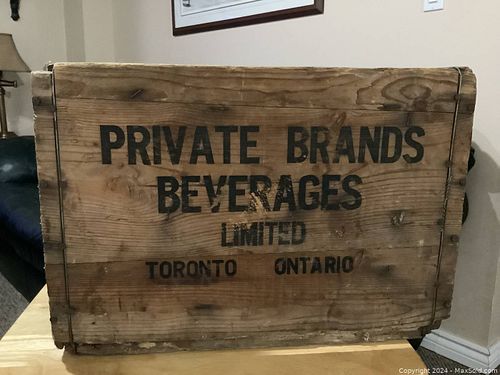 PRIVATE BRANDS
BEVERAGES
LIMITED
TORONTO ONTARIO
Copyright © 2024 - MaxSold.com